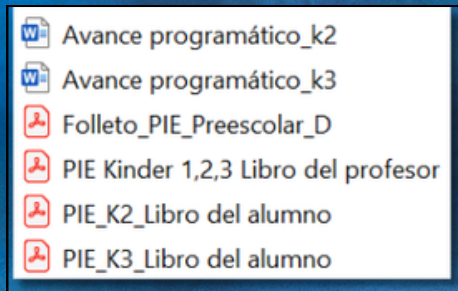 Avance programático_k2
Avance programático_k3
Folleto_PIE_Preescolar_D
PIE Kinder 1,2,3 Libro del profesor
PIE_K2_Libro del alumno
PIE_K3_Libro del alumno